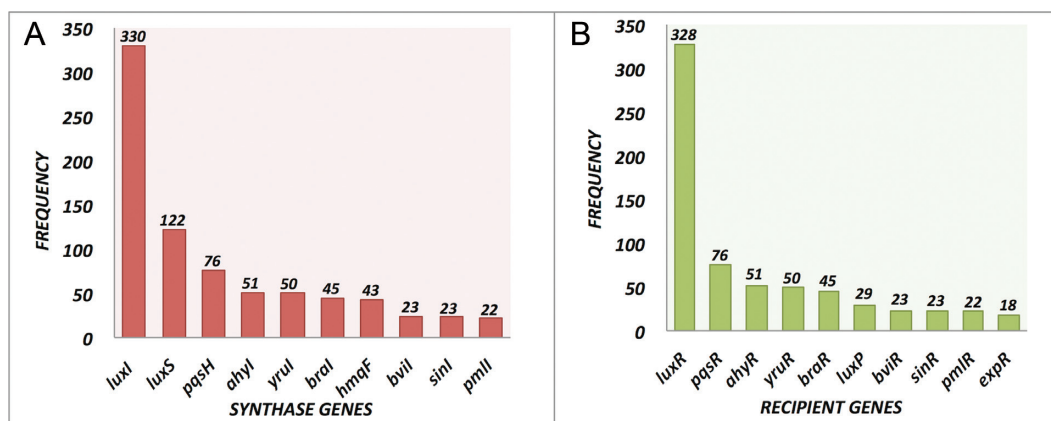 A
350
300
250
200
150
100
50
0
FREQUENCY
330
122
76
51
50
45
43
23
23
22
luxI
luxS
pqsH
ahyI
yruI
braI
hmqF
bviI
sinI
pmlI
SYNTHASE GENES
B
350
300
250
200
150
100
50
0
FREQUENCY
328
76
51
50
45
29
23
23
22
18
luxR
pqsR
ahyR
yruR
braR
luxP
bviR
sinR
pmlR
expR
RECIPIENT GENES